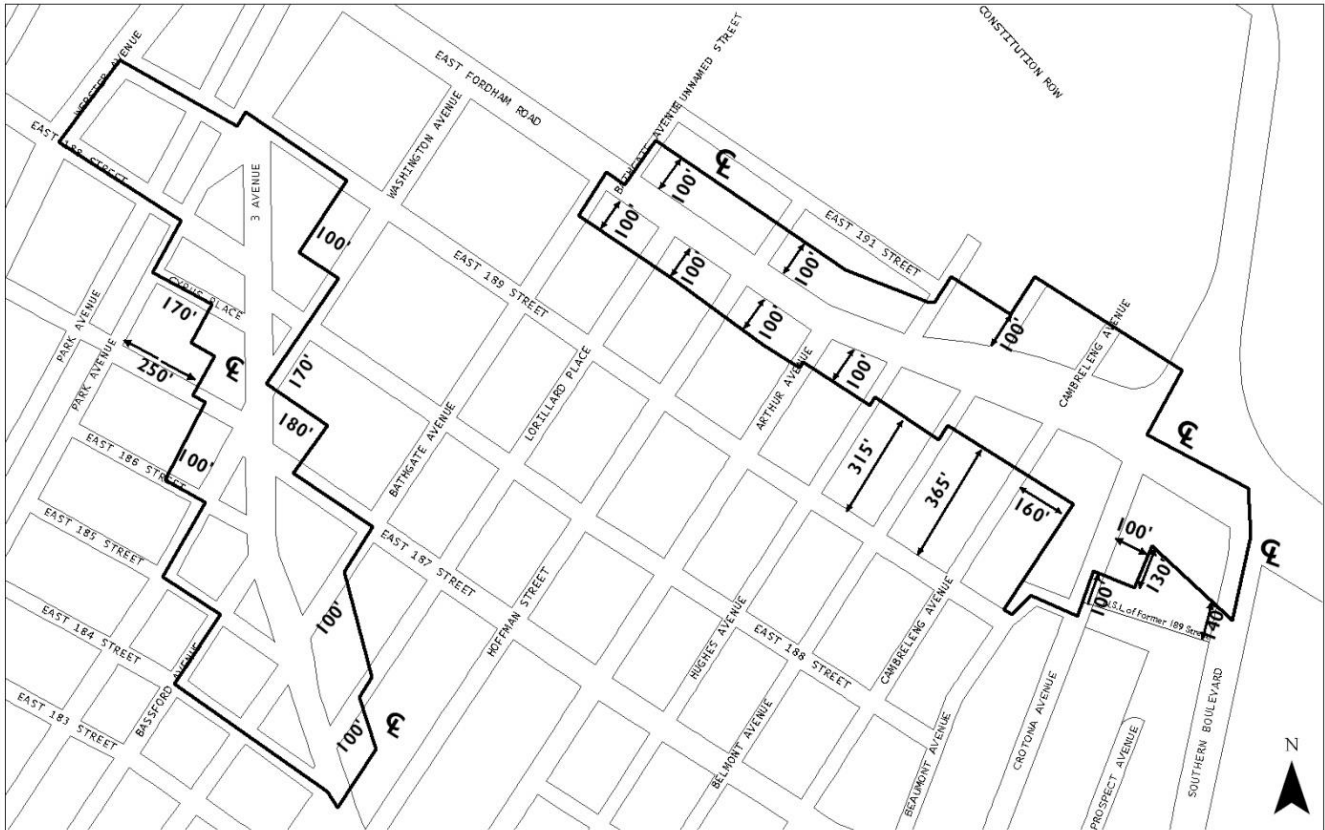 CONSTITUTION ROW
UNNAMED STREET
BATHGATE AVENUE
EAST FORDHAM ROAD
WEBSTER AVENUE
WASHINGTON AVENUE
EAST 188 STREET
3 AVENUE
100'
100'
100'
EAST 191 STREET
100'
100'
100'
EAST 189 STREET
CYRUS PLACE
170'
PARK AVENUE
PARK AVENUE
250'
170'
180'
100'
100'
100'
CAMBRELENG AVENUE
LORILLARD PLACE
ARTHUR AVENUE
BATHGATE AVENUE
EAST 186 STREET
100'
315'
365'
160'
100'
130'
100'
140'
S.L. of Former 189 Street
EAST 185 STREET
EAST 187 STREET
HOFFMAN STREET
100'
EAST 184 STREET
BASSFORD AVENUE
EAST 183 STREET
100'
HUGHES AVENUE
EAST 188 STREET
CAMBRELENG AVENUE
BELMONT AVENUE
BEAUMONT AVENUE
CROTONA AVENUE
PROSPECT AVENUE
SOUTHERN BOULEVARD
N